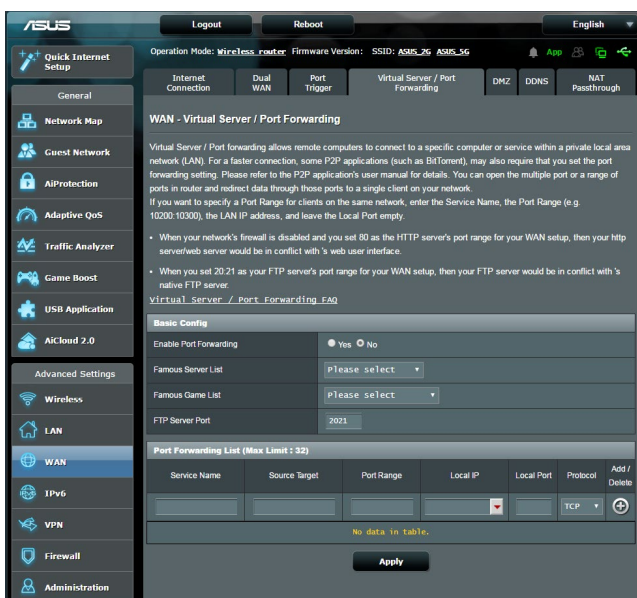 ASUS
Logout
Reboot
English
Quick Internet
Setup
General
Network Map
Guest Network
AiProtection
Adaptive QoS
Traffic Analyzer
Game Boost
USB Application
AiCloud 2.0
Advanced Settings
Wireless
LAN
WAN
IPv6
VPN
Firewall
Administration
Operation Mode: Wireless router Firmware Version: SSID: ASUS_2G ASUS_5G
App
Internet
Connection
Dual
WAN
Port
Trigger
Virtual Server / Port
Forwarding
DMZ
DDNS
NAT
Passthrough
WAN - Virtual Server / Port Forwarding
Virtual Server / Port forwarding allows remote computers to connect to a specific computer or service within a private local area
network (LAN). For a faster connection, some P2P applications (such as BitTorrent), may also require that you set the port
forwarding setting. Please refer to the P2P application's user manual for details. You can open the multiple port or a range of
ports in router and redirect data through those ports to a single client on your network.
If you want to specify a Port Range for clients on the same network, enter the Service Name, the Port Range (e.g.
10200:10300), the LAN IP address, and leave the Local Port empty.
• When your network's firewall is disabled and you set 80 as the HTTP server's port range for your WAN setup, then your http
server/web server would be in conflict with 's web user interface.
• When you set 20:21 as your FTP server's port range for your WAN setup, then your FTP server would be in conflict with 's
native FTP server.
Virtual Server / Port Forwarding FAQ
Basic Config
Enable Port Forwarding
Yes No
Famous Server List
Please select
Famous Game List
Please select
FTP Server Port
2021
Port Forwarding List (Max Limit : 32)
Service Name
Source Target
Port Range
Local IP
Local Port
Protocol
Add /
Delete
TCP
No data in table.
Apply